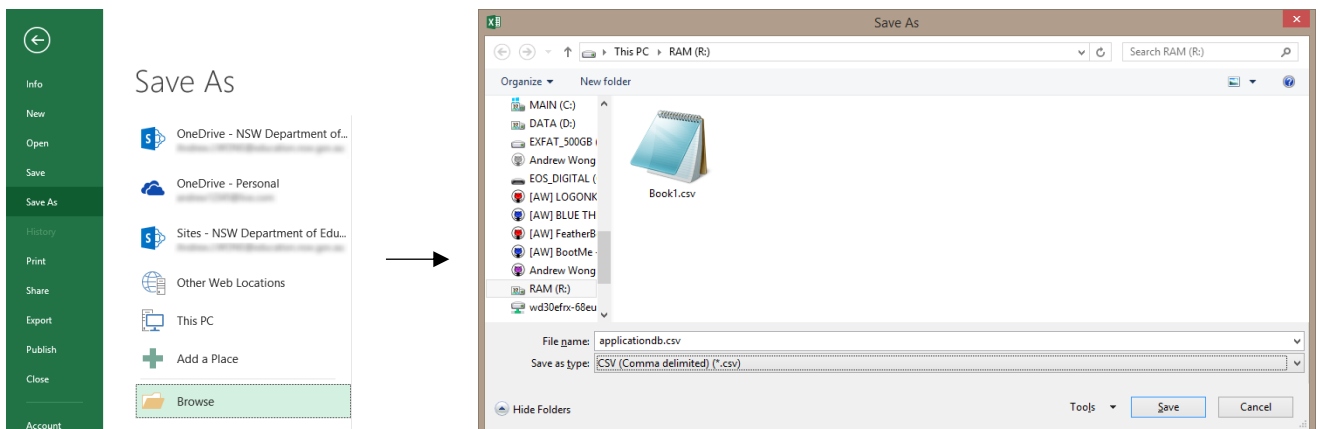 Info
New
Open
Save
Save As
History
Print
Share
Export
Publish
Close
Account
Save As
OneDrive - NSW Department of...
OneDrive - Personal
Sites - NSW Department of Edu...
Other Web Locations
This PC
Add a Place
Browse
Save As
This PC RAM (R:)
Search RAM (R:)
Organize New folder
MAIN (C:)
DATA (D:)
EXFAT_500GB (
Andrew Wong
EOS_DIGITAL (
[AW] LOGONK
[AW] BLUE TH
[AW] FeatherB
[AW] BootMe -
Andrew Wong
RAM (R:)
wd30efrx-68eu
Book1.csv
File name: applicationdb.csv
Save as type: CSV (Comma delimited) (*.csv)
Hide Folders
Tools Save Cancel